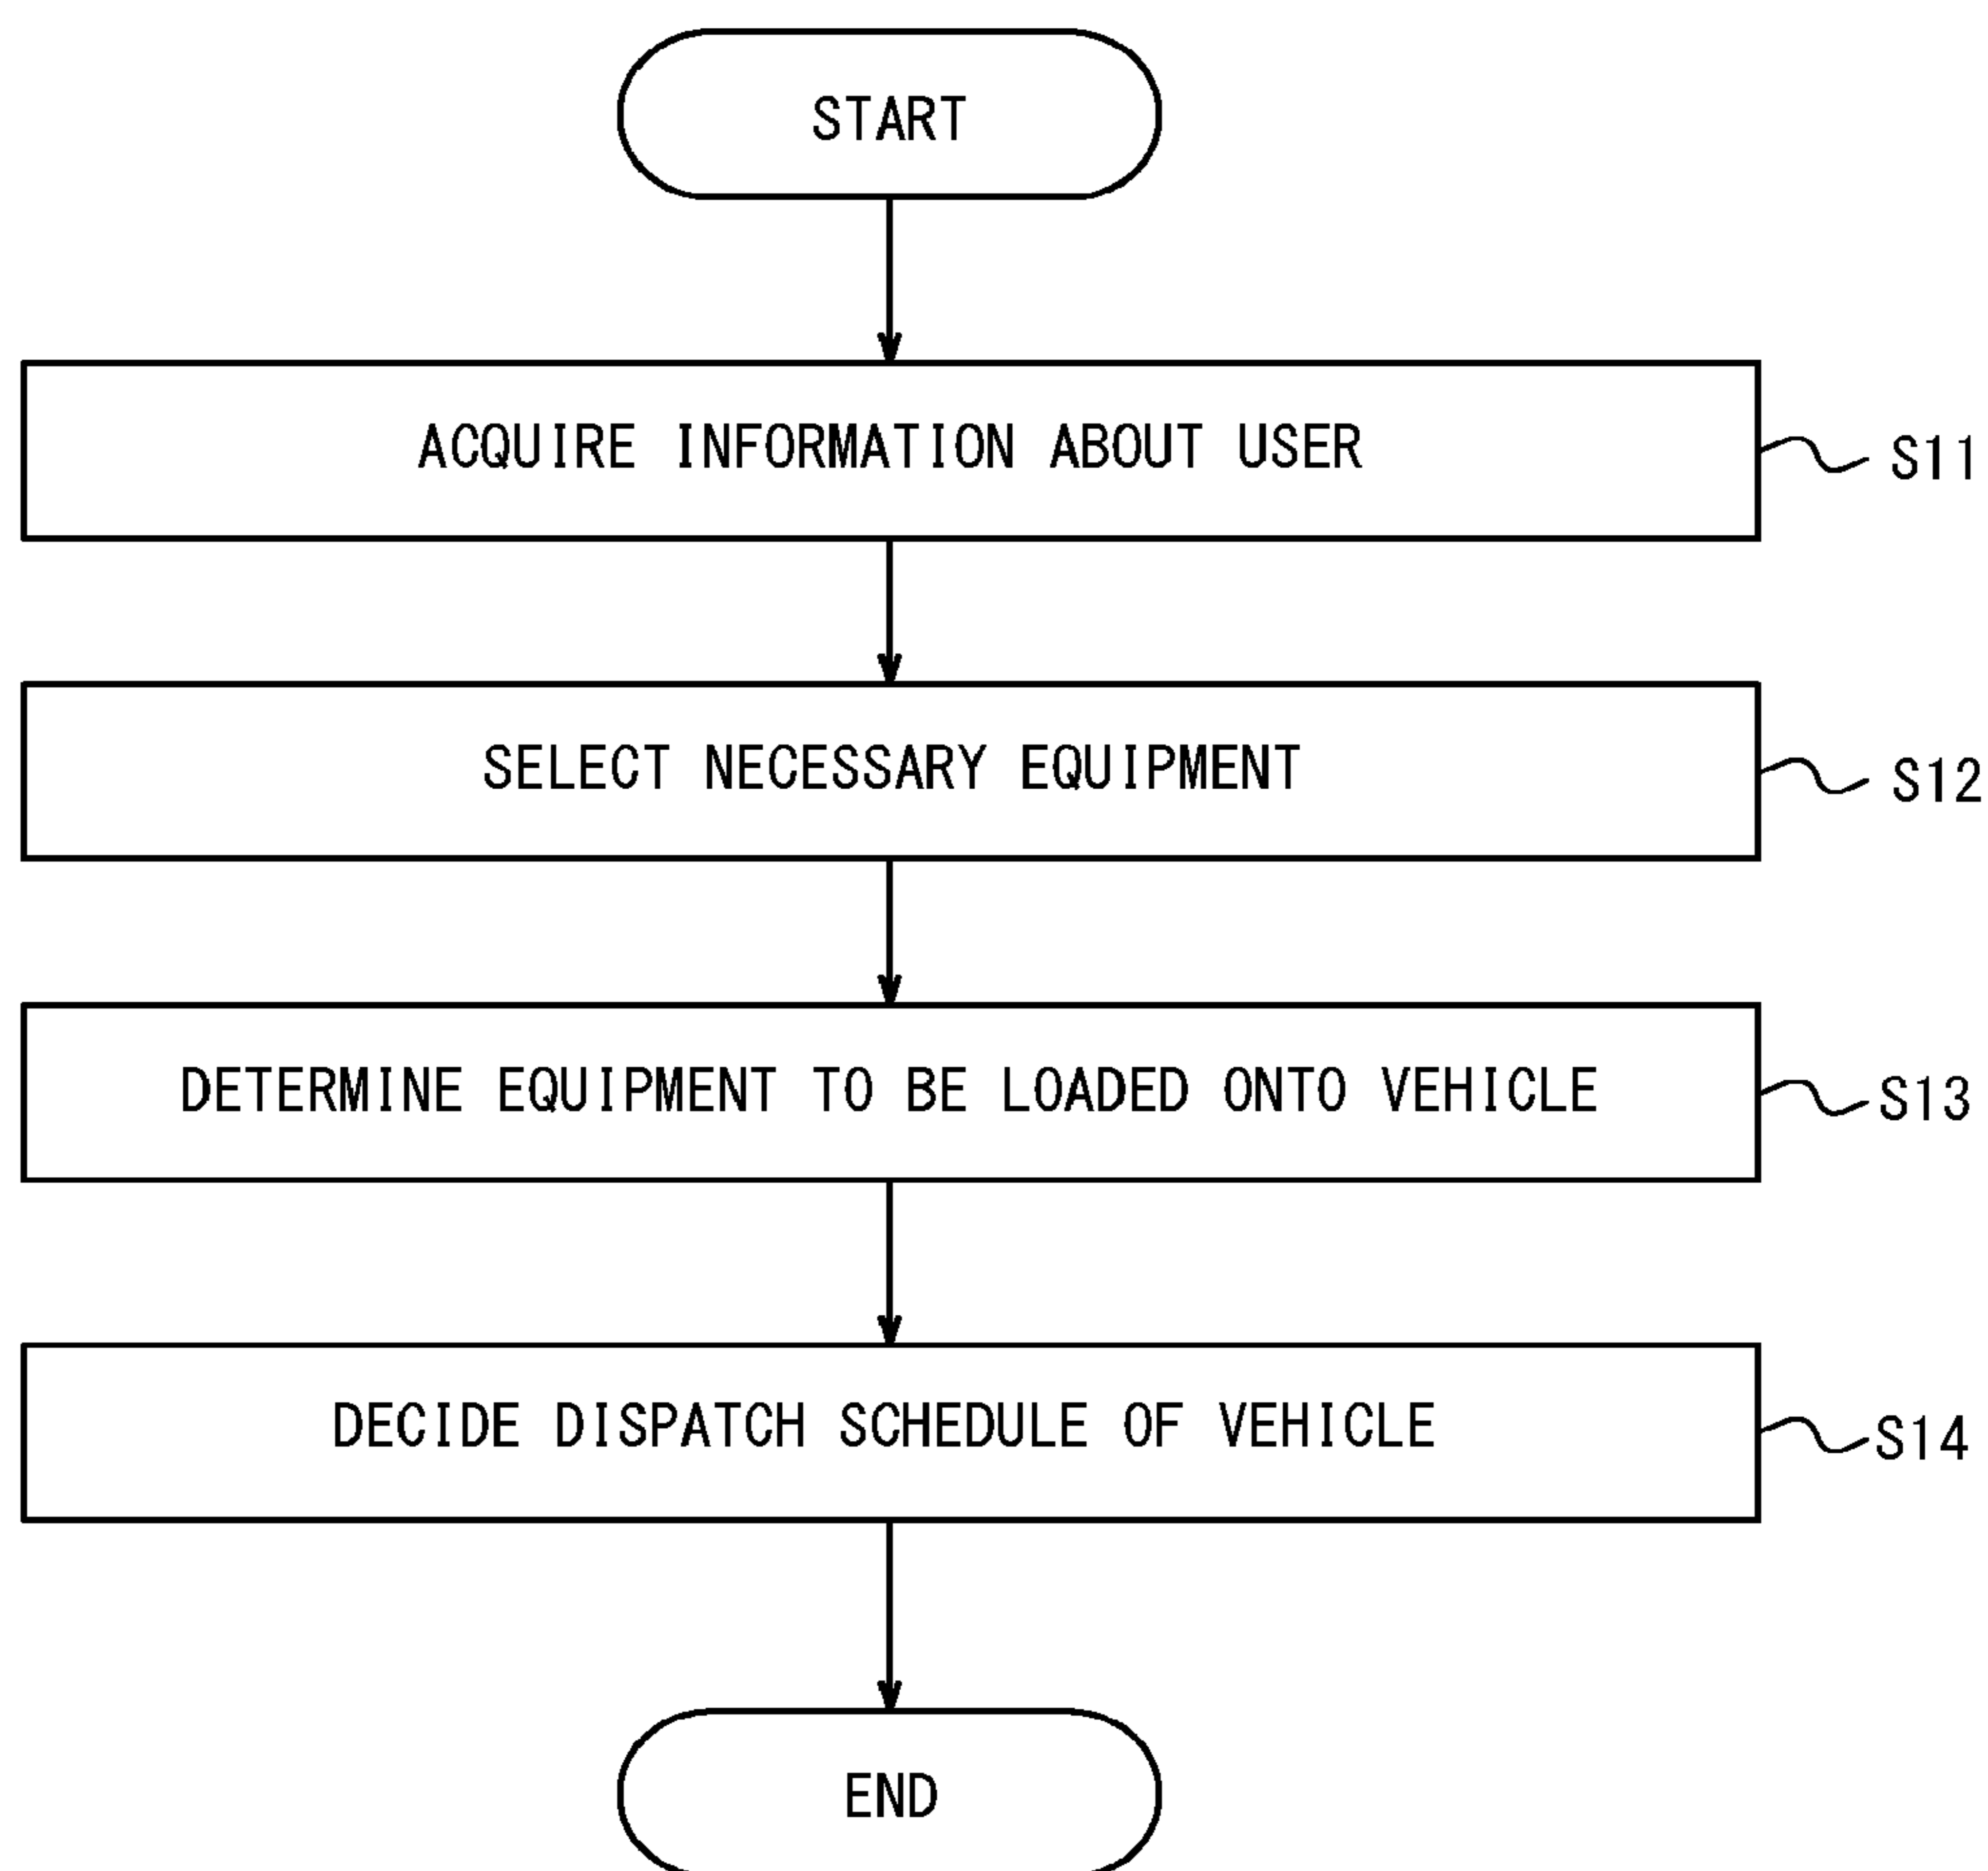 START
ACQUIRE INFORMATION ABOUT USER
S11
SELECT NECESSARY EQUIPMENT
S12
DETERMINE EQUIPMENT TO BE LOADED ONTO VEHICLE
S13
DECIDE DISPATCH SCHEDULE OF VEHICLE
S14
END